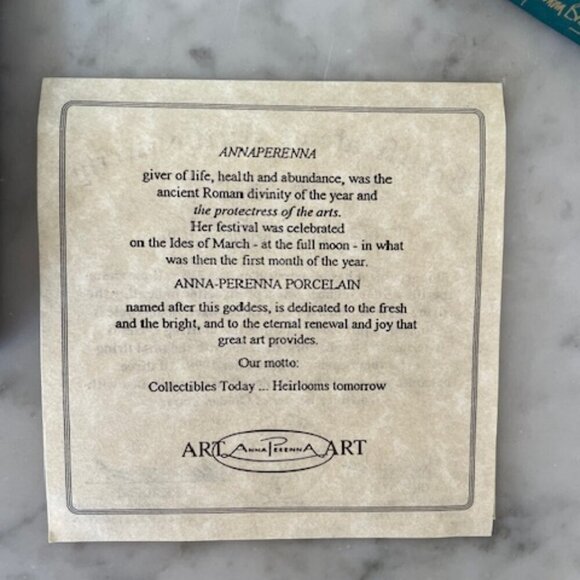 ANNAPERENNA
giver of life, health and abundance, was the
ancient Roman divinity of the year and
the protectress of the arts.
Her festival was celebrated
on the Ides of March - at the full moon - in what
was then the first month of the year.
ANNA-PERENNA PORCELAIN
named after this goddess, is dedicated to the fresh
and the bright, and to the eternal renewal and joy that
great art provides.
Our motto:
Collectibles Today ... Heirlooms tomorrow
ART ANNA PERENNA ART